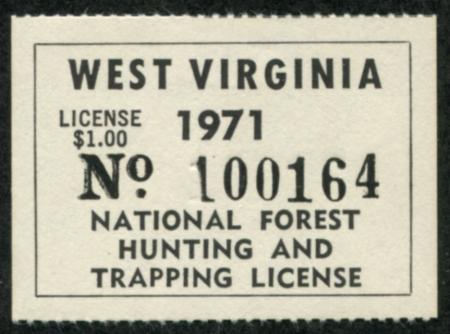 WEST VIRGINIA
LICENSE 1971
$1.00
Nº 100164
NATIONAL FOREST
HUNTING AND
TRAPPING LICENSE